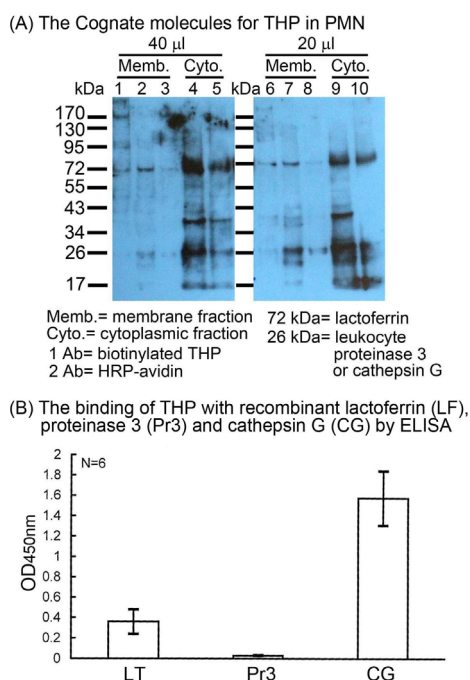 (A) The Cognate molecules for THP in PMN
40 µl 20 µl
Memb. Cyto. Memb. Cyto.
kDa 1 2 3 4 5 kDa 6 7 8 9 10
170
130
95
72
55
43
34
26
17
Memb.= membrane fraction
Cyto.= cytoplasmic fraction
1 Ab= biotinylated THP
2 Ab= HRP-avidin
72 kDa= lactoferrin
26 kDa= leukocyte
proteinase 3
or cathepsin G
(B) The binding of THP with recombinant lactoferrin (LF),
proteinase 3 (Pr3) and cathepsin G (CG) by ELISA
N=6
OD450nm
2
1.8
1.6
1.4
1.2
1
0.8
0.6
0.4
0.2
0
LT Pr3 CG